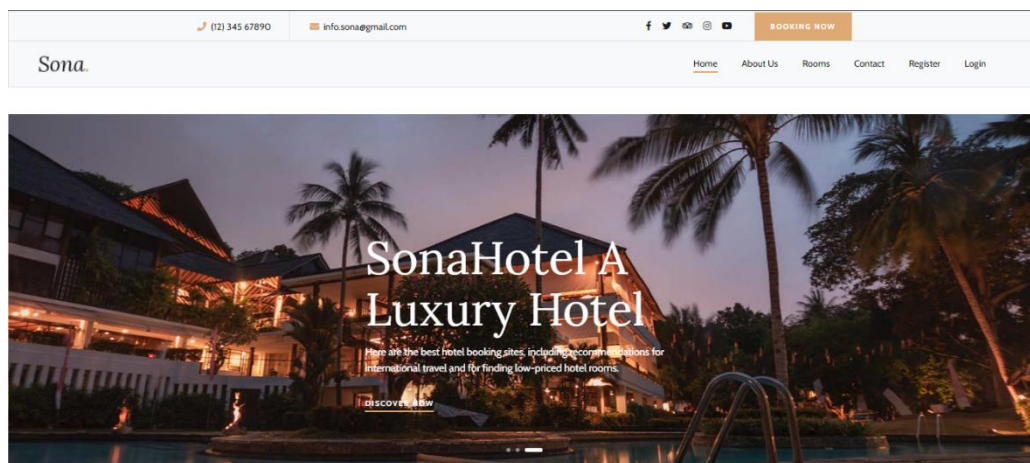 (12) 345 67890
info.sona@gmail.com
BOOKING NOW
Sona.
Home
About Us
Rooms
Contact
Register
Login
SonaHotel A
Luxury Hotel
Here are the best hotel booking sites, including recommendations for
international travel and for finding low-priced hotel rooms.
DISCOVER NOW